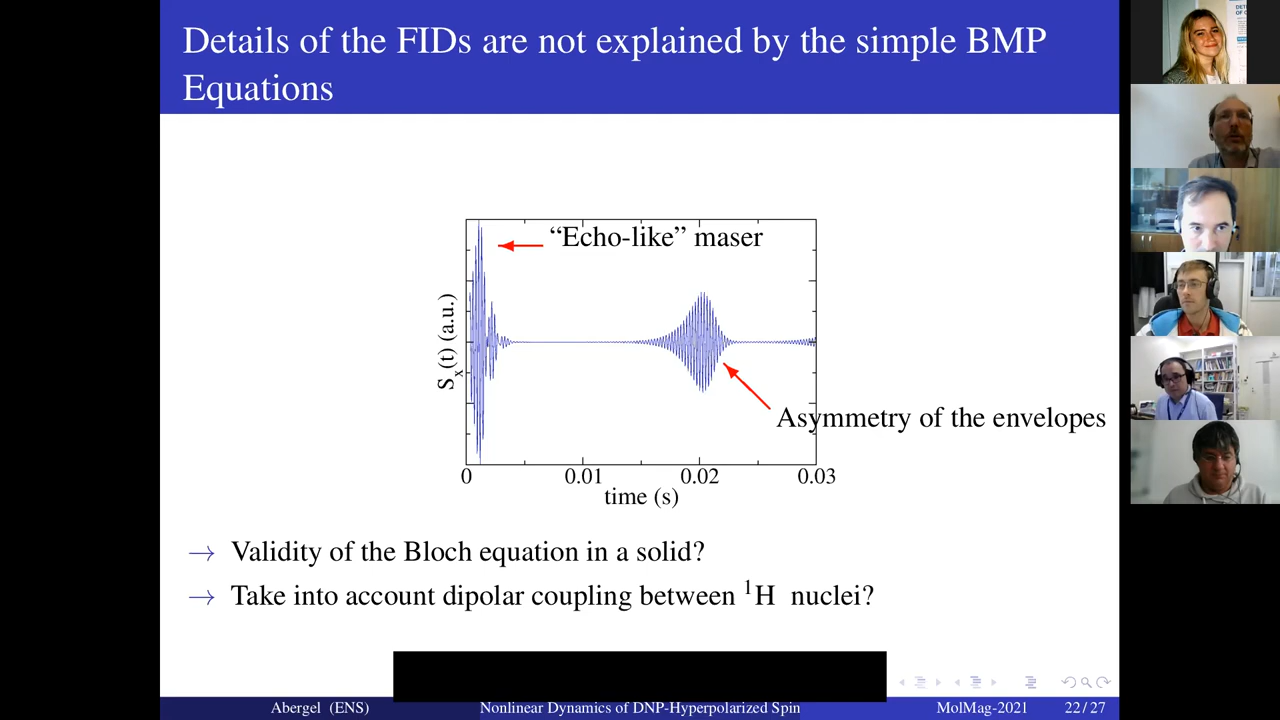 Details of the FIDs are not explained by the simple BMP
Equations
“Echo-like” maser
S_x(t) (a.u.)
Asymmetry of the envelopes
0 0.01 0.02 0.03
time (s)
→ Validity of the Bloch equation in a solid?
→ Take into account dipolar coupling between ¹H nuclei?
Abergel (ENS) Nonlinear Dynamics of DNP-Hyperpolarized Spin MolMag-2021 22 / 27